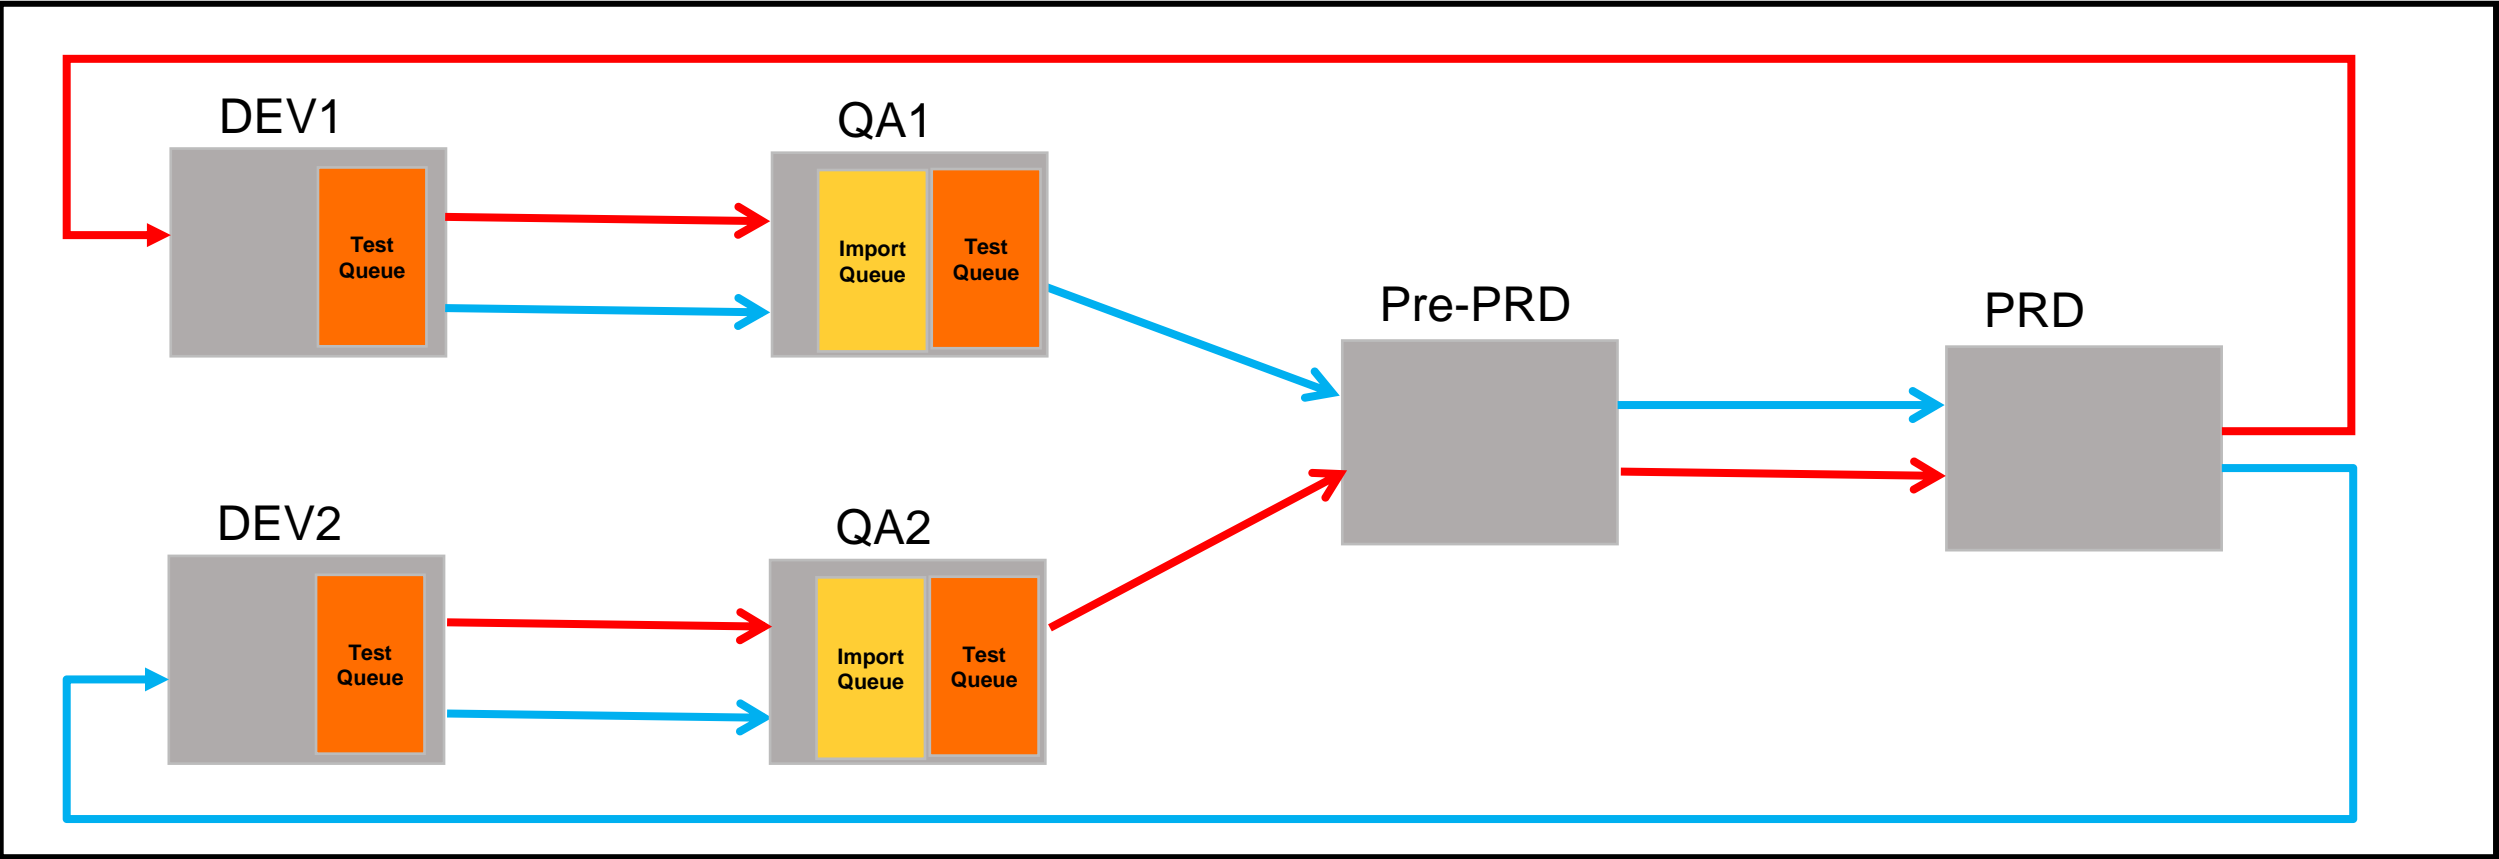 DEV1
QA1
Test
Queue
Import
Queue
Test
Queue
Pre-PRD
PRD
DEV2
QA2
Test
Queue
Import
Queue
Test
Queue